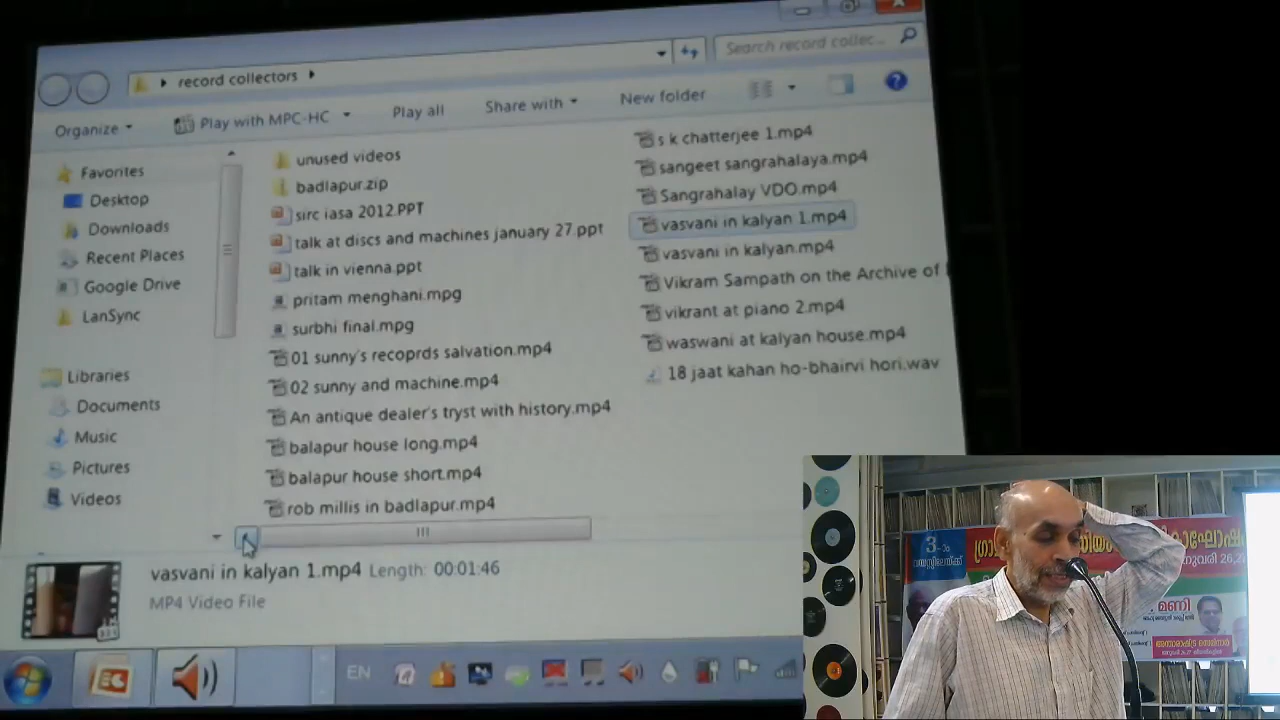 record collectors
Search record collec...
Organize
Play with MPC-HC
Play all
Share with
New folder
Favorites
Desktop
Downloads
Recent Places
Google Drive
LanSync
Libraries
Documents
Music
Pictures
Videos
unused videos
badlapur.zip
sirc iasa 2012.PPT
talk at discs and machines january 27.ppt
talk in vienna.ppt
pritam menghani.mpg
surbhi final.mpg
01 sunny's recoprds salvation.mp4
02 sunny and machine.mp4
An antique dealer's tryst with history.mp4
balapur house long.mp4
balapur house short.mp4
rob millis in badlapur.mp4
s k chatterjee 1.mp4
sangeet sangrahalaya.mp4
Sangrahalay VDO.mp4
vasvani in kalyan 1.mp4
vasvani in kalyan.mp4
Vikram Sampath on the Archive of
vikrant at piano 2.mp4
waswani at kalyan house.mp4
18 jaat kahan ho-bhairvi hori.wav
vasvani in kalyan 1.mp4 Length: 00:01:46
MP4 Video File
EN
3-ാം
വയസ്സിലേയ്ക്ക്
മണി
അന്താരാഷ്ട്ര സെമിനാർ